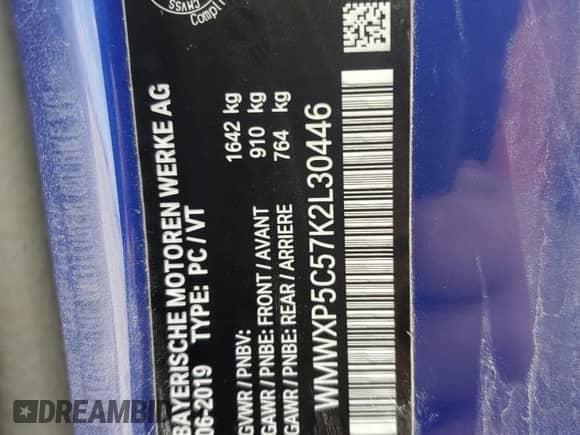 CMVSS
Compli
BAYERISCHE MOTOREN WERKE AG
06-2019 TYPE: PC/VT
GVWR / PNBV: 1642 kg
GAWR / PNBE: FRONT / AVANT 910 kg
GAWR / PNBE: REAR / ARRIERE 764 kg
WMWXP5C57K2L30446
DREAMBID